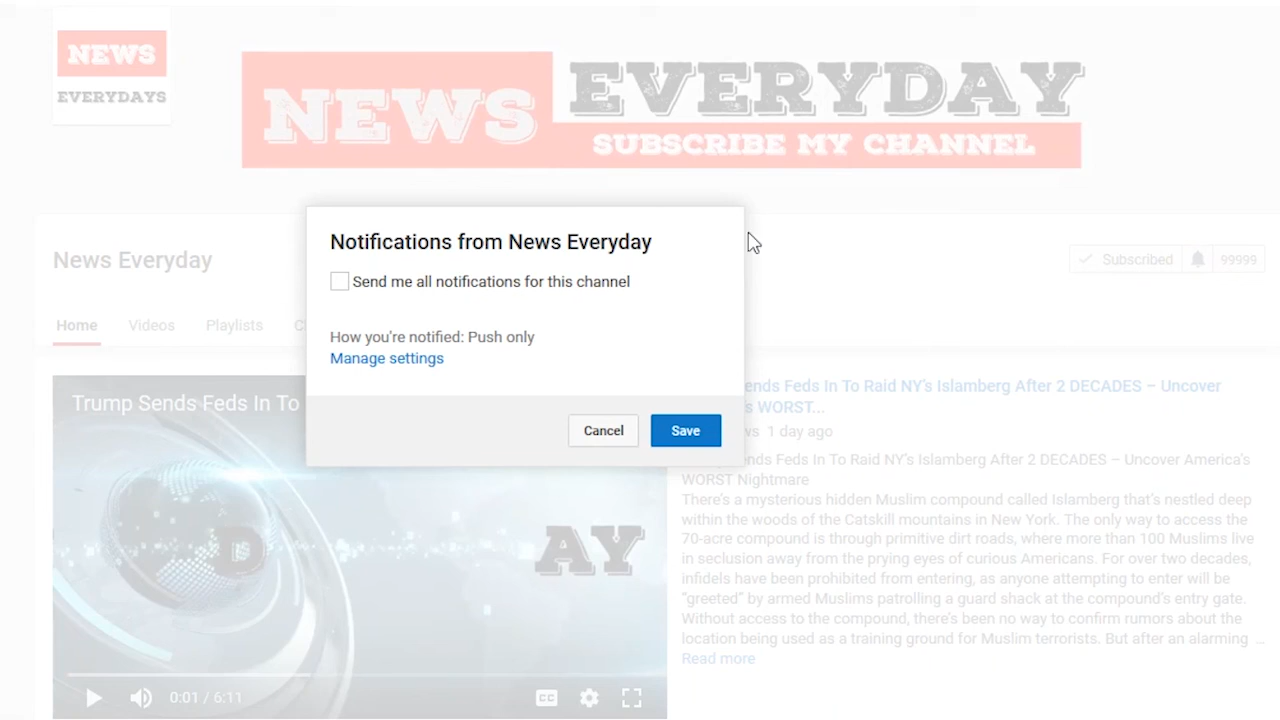 NEWS
EVERYDAYS
NEWS
EVERYDAY
SUBSCRIBE MY CHANNEL
News Everyday
Subscribed
99999
Home
Videos
Playlists
C
Notifications from News Everyday
Send me all notifications for this channel
How you're notified: Push only
Manage settings
Cancel
Save
Trump Sends Feds In To
D
AY
0:01 / 6:11
CC
ends Feds In To Raid NY's Islamberg After 2 DECADES – Uncover
's WORST...
ws 1 day ago
ends Feds In To Raid NY's Islamberg After 2 DECADES – Uncover America's
WORST Nightmare
There's a mysterious hidden Muslim compound called Islamberg that's nestled deep
within the woods of the Catskill mountains in New York. The only way to access the
70-acre compound is through primitive dirt roads, where more than 100 Muslims live
in seclusion away from the prying eyes of curious Americans. For over two decades,
infidels have been prohibited from entering, as anyone attempting to enter will be
"greeted" by armed Muslims patrolling a guard shack at the compound's entry gate.
Without access to the compound, there's been no way to confirm rumors about the
location being used as a training ground for Muslim terrorists. But after an alarming ...
Read more